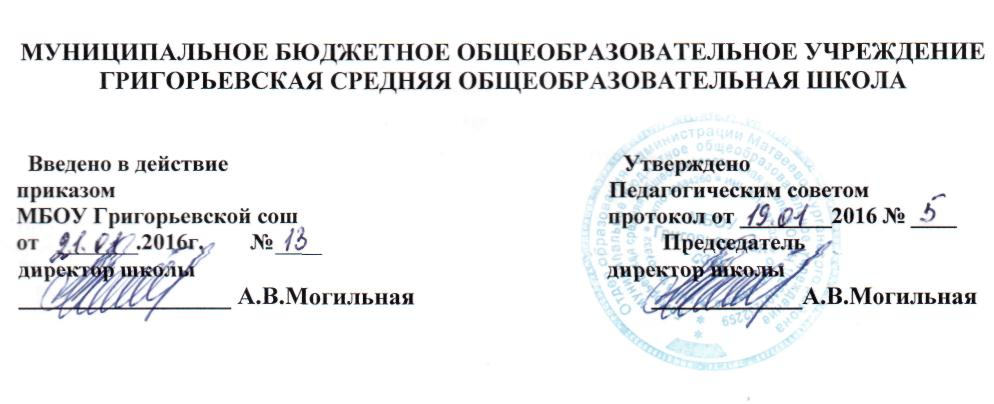 МУНИЦИПАЛЬНОЕ БЮДЖЕТНОЕ ОБЩЕОБРАЗОВАТЕЛЬНОЕ УЧРЕЖДЕНИЕ
ГРИГОРЬЕВСКАЯ СРЕДНЯЯ ОБЩЕОБРАЗОВАТЕЛЬНАЯ ШКОЛА
Введено в действие
приказом
МБОУ Григорьевской сош
от 21.01.2016г. № 13
директор школы
А.В.Могильная
Утверждено
Педагогическим советом
протокол от 19.01 2016 № 5
Председатель
директор школы
А.В.Могильная